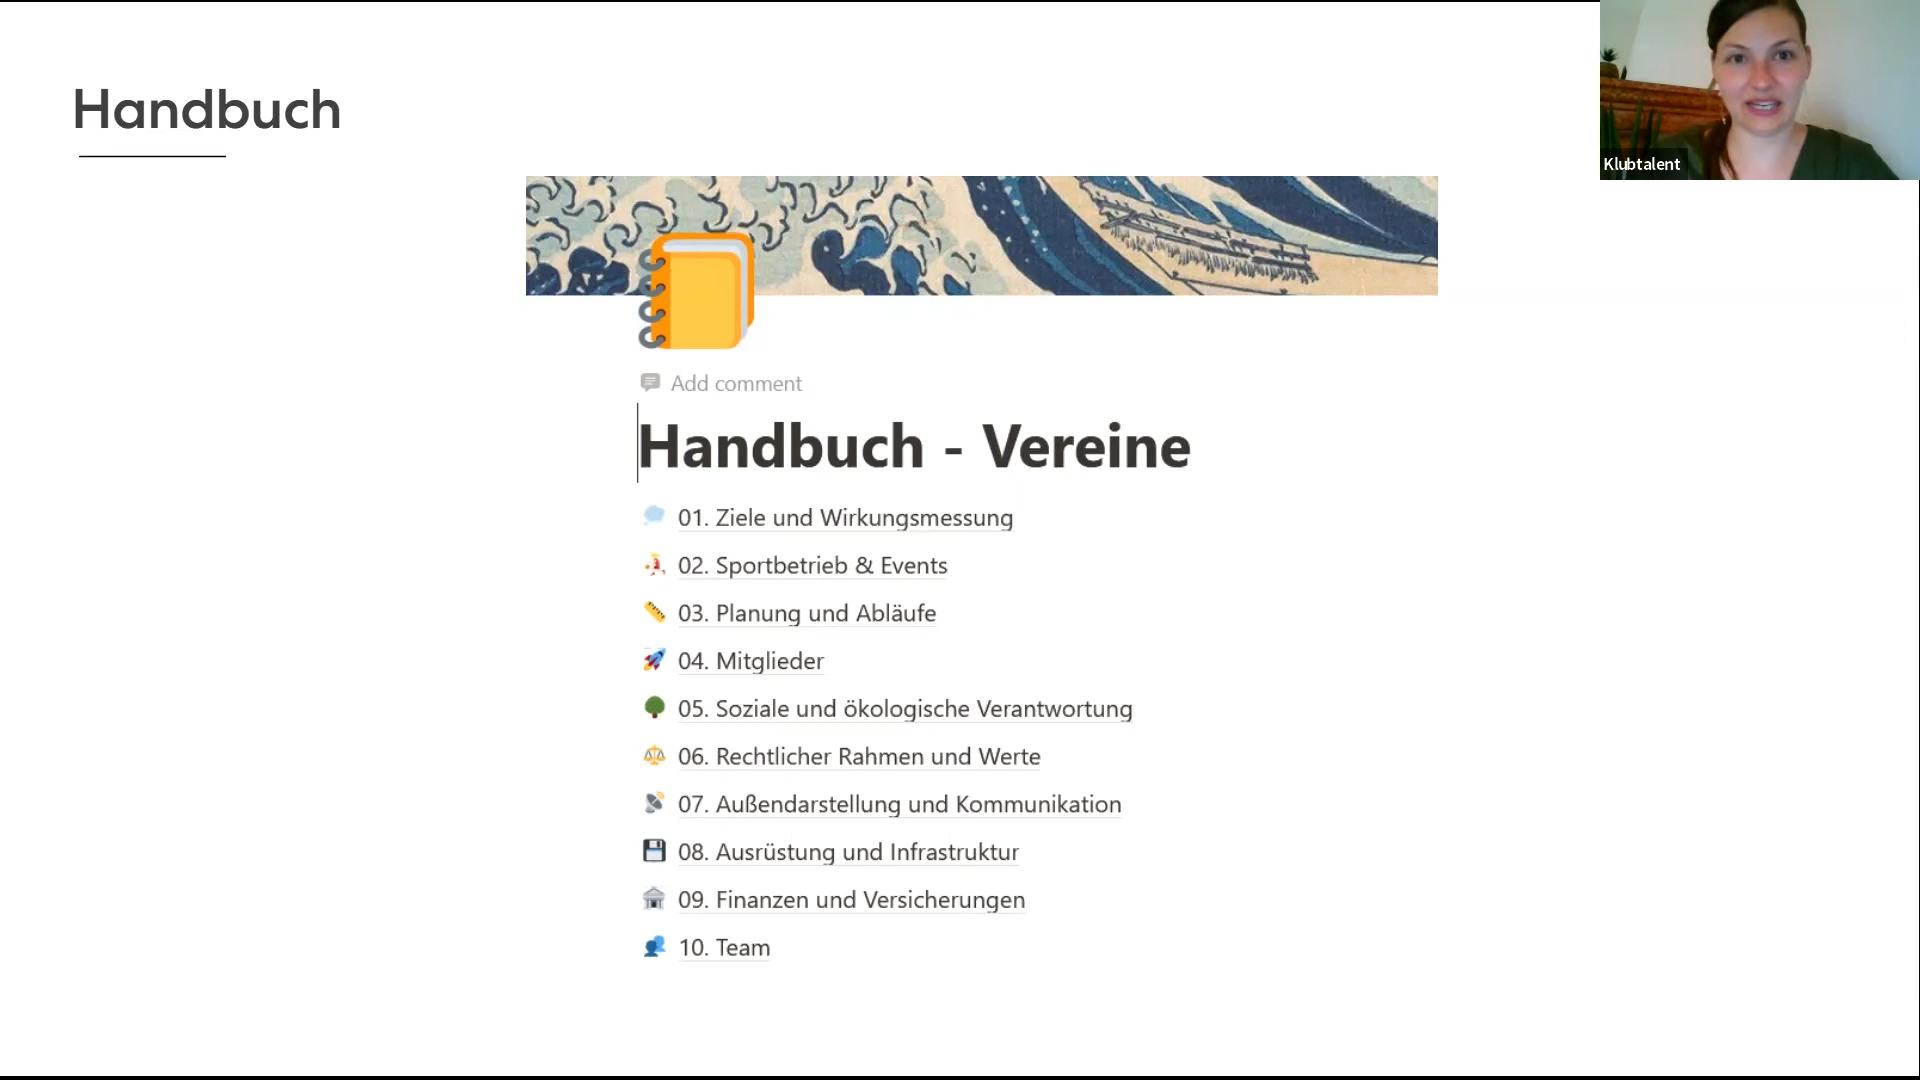 Handbuch
Klubtalent
Add comment
Handbuch - Vereine
01. Ziele und Wirkungsmessung
02. Sportbetrieb & Events
03. Planung und Abläufe
04. Mitglieder
05. Soziale und ökologische Verantwortung
06. Rechtlicher Rahmen und Werte
07. Außendarstellung und Kommunikation
08. Ausrüstung und Infrastruktur
09. Finanzen und Versicherungen
10. Team